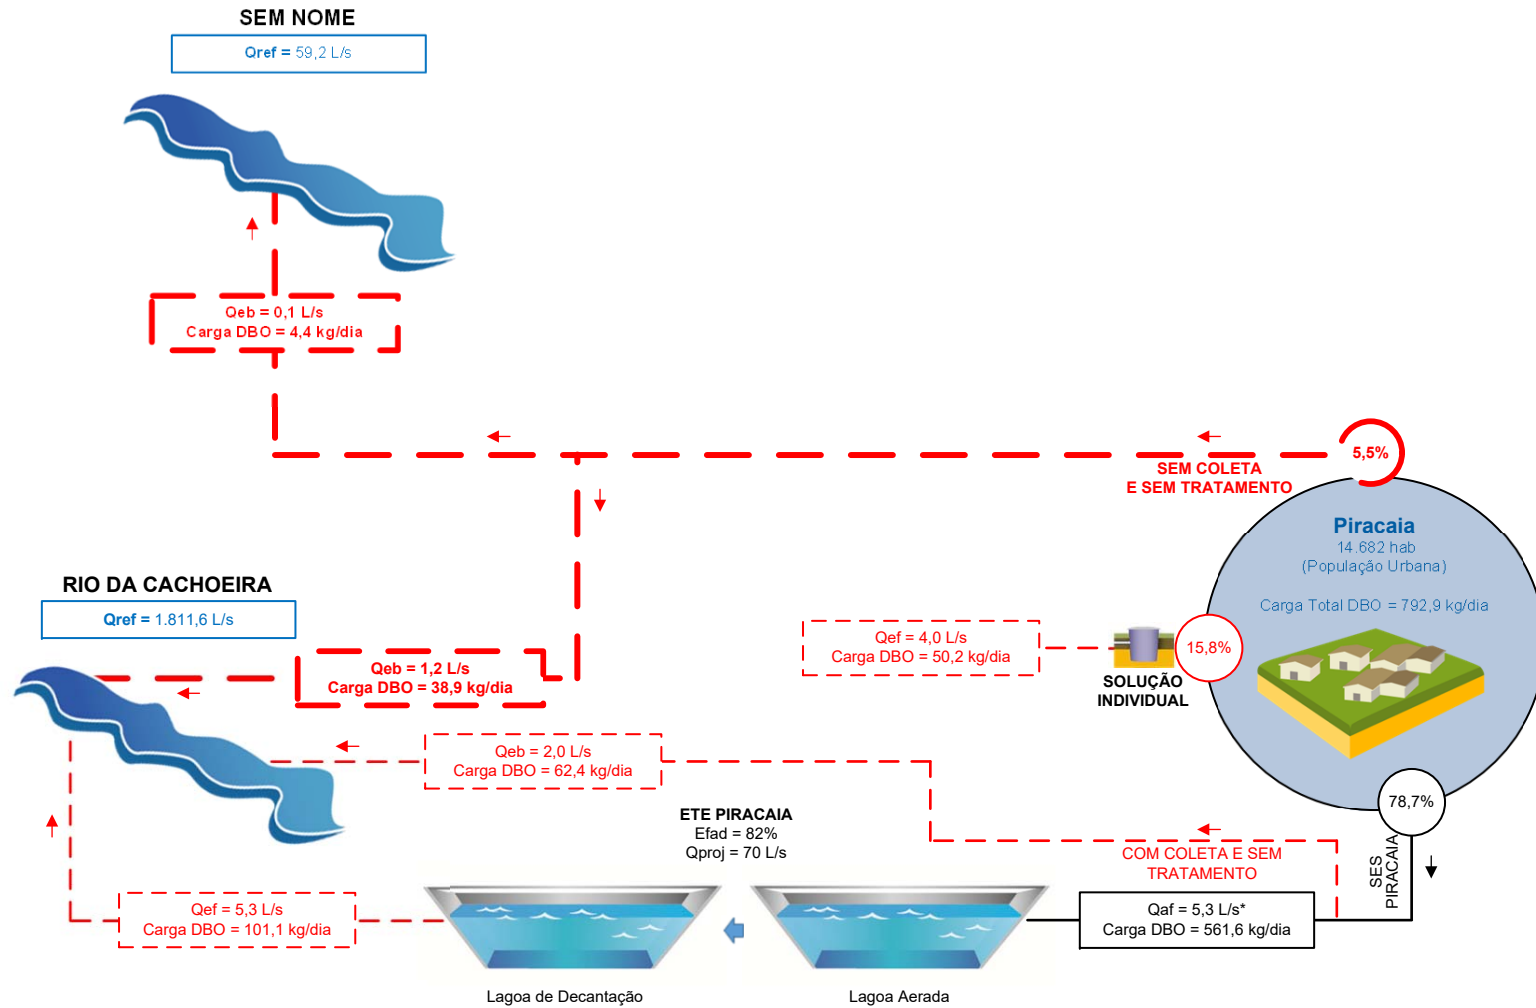 SEM NOME
Qref = 59,2 L/s
Qeb = 0,1 L/s
Carga DBO = 4,4 kg/dia
5,5%
SEM COLETA
E SEM TRATAMENTO
Piracaia
14.682 hab
(População Urbana)
Carga Total DBO = 792,9 kg/dia
RIO DA CACHOEIRA
Qref = 1.811,6 L/s
Qef = 4,0 L/s
Carga DBO = 50,2 kg/dia
15,8%
SOLUÇÃO
INDIVIDUAL
Qeb = 1,2 L/s
Carga DBO = 38,9 kg/dia
Qeb = 2,0 L/s
Carga DBO = 62,4 kg/dia
78,7%
ETE PIRACAIA
Efad = 82%
Qproj = 70 L/s
COM COLETA E SEM
TRATAMENTO
SES
PIRACAIA
Qef = 5,3 L/s
Carga DBO = 101,1 kg/dia
Qaf = 5,3 L/s*
Carga DBO = 561,6 kg/dia
Lagoa de Decantação
Lagoa Aerada